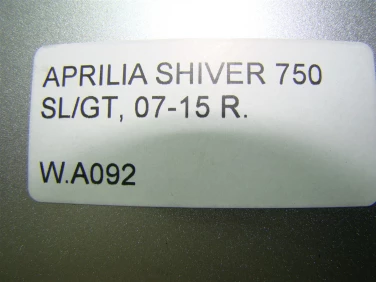 APRILIA SHIVER 750
SL/GT, 07-15 R.
W.A092